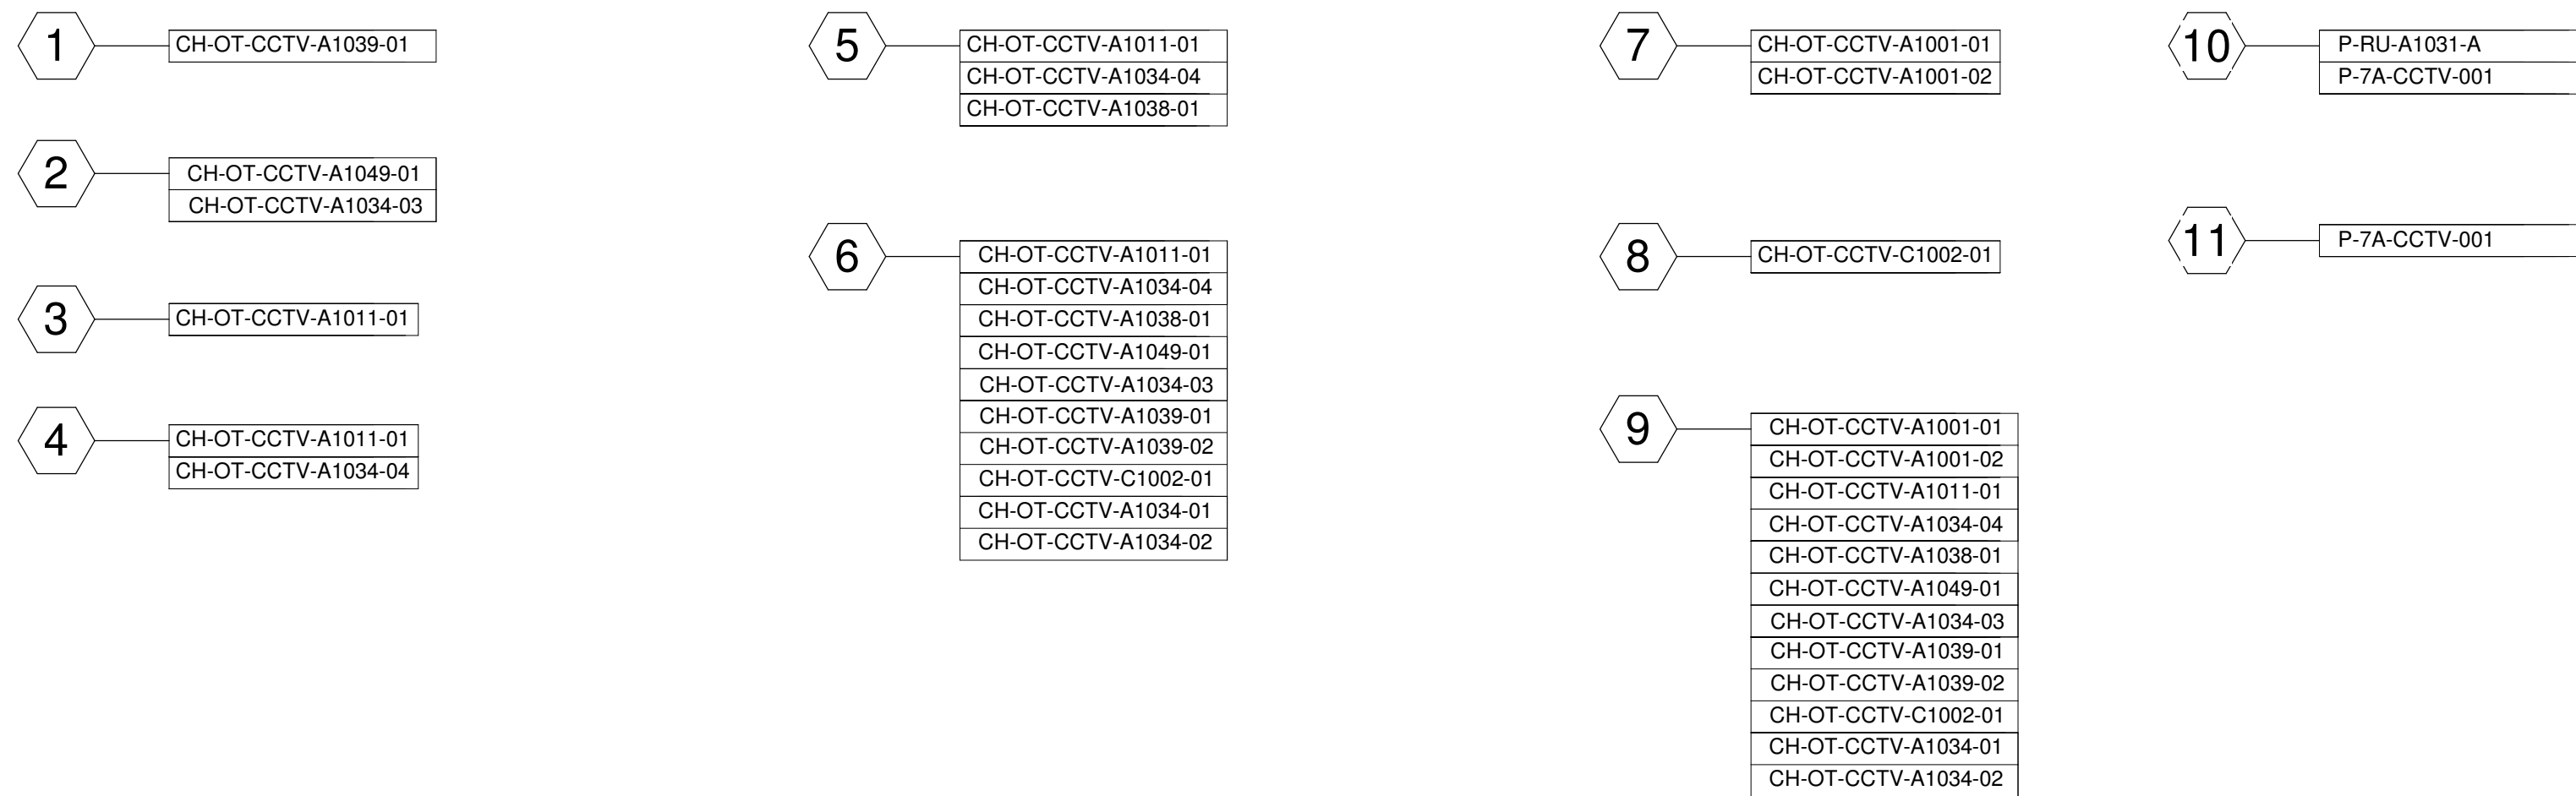 1
CH-OT-CCTV-A1039-01
2
CH-OT-CCTV-A1049-01
CH-OT-CCTV-A1034-03
3
CH-OT-CCTV-A1011-01
4
CH-OT-CCTV-A1011-01
CH-OT-CCTV-A1034-04
5
CH-OT-CCTV-A1011-01
CH-OT-CCTV-A1034-04
CH-OT-CCTV-A1038-01
6
CH-OT-CCTV-A1011-01
CH-OT-CCTV-A1034-04
CH-OT-CCTV-A1038-01
CH-OT-CCTV-A1049-01
CH-OT-CCTV-A1034-03
CH-OT-CCTV-A1039-01
CH-OT-CCTV-A1039-02
CH-OT-CCTV-C1002-01
CH-OT-CCTV-A1034-01
CH-OT-CCTV-A1034-02
7
CH-OT-CCTV-A1001-01
CH-OT-CCTV-A1001-02
8
CH-OT-CCTV-C1002-01
9
CH-OT-CCTV-A1001-01
CH-OT-CCTV-A1001-02
CH-OT-CCTV-A1011-01
CH-OT-CCTV-A1034-04
CH-OT-CCTV-A1038-01
CH-OT-CCTV-A1049-01
CH-OT-CCTV-A1034-03
CH-OT-CCTV-A1039-01
CH-OT-CCTV-A1039-02
CH-OT-CCTV-C1002-01
CH-OT-CCTV-A1034-01
CH-OT-CCTV-A1034-02
10
P-RU-A1031-A
P-7A-CCTV-001
11
P-7A-CCTV-001